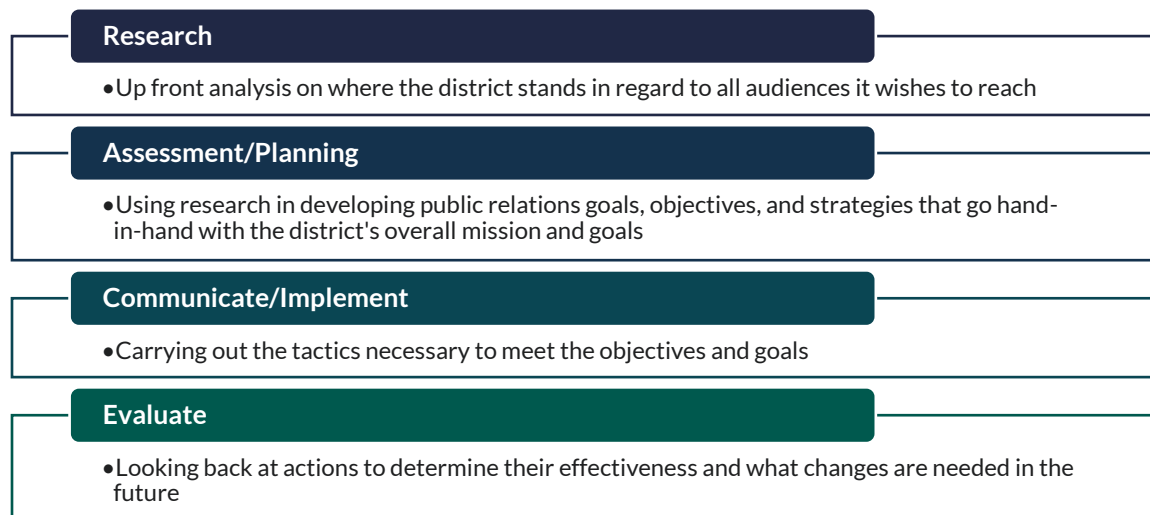 Research
•Up front analysis on where the district stands in regard to all audiences it wishes to reach
Assessment/Planning
•Using research in developing public relations goals, objectives, and strategies that go hand-
in-hand with the district's overall mission and goals
Communicate/Implement
•Carrying out the tactics necessary to meet the objectives and goals
Evaluate
•Looking back at actions to determine their effectiveness and what changes are needed in the
future